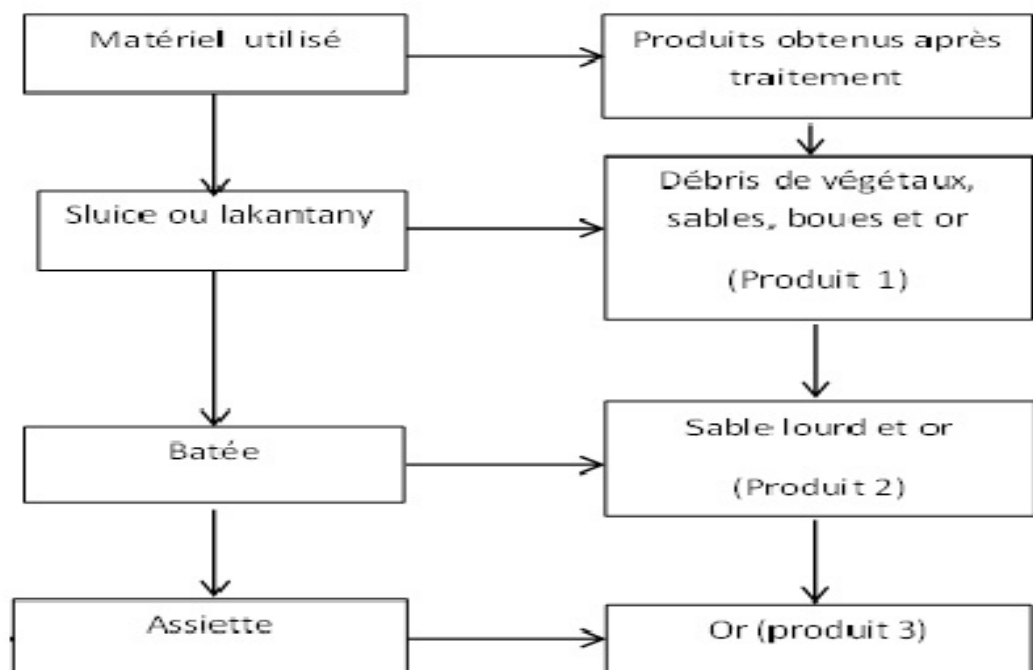 Matériel utilisé
Produits obtenus après
traitement
Sluice ou lakantany
Débris de végétaux,
sables, boues et or
(Produit 1)
Batée
Sable lourd et or
(Produit 2)
Assiette
Or (produit 3)